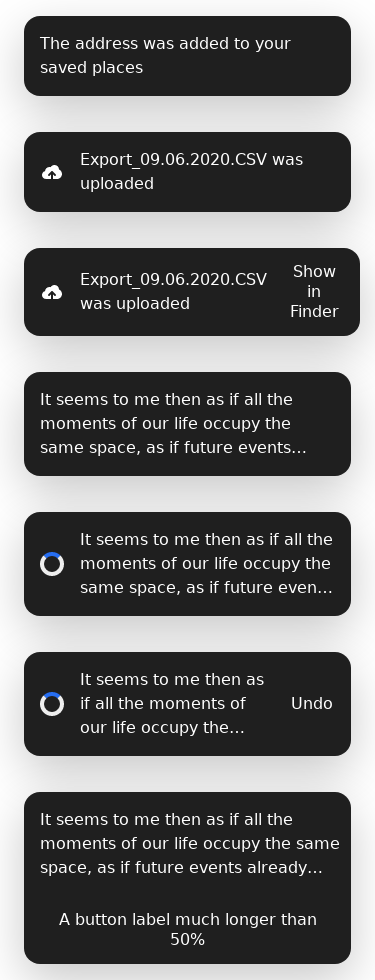 The address was added to your
saved places
Export_09.06.2020.CSV was
uploaded
Export_09.06.2020.CSV
was uploaded
Show
in
Finder
It seems to me then as if all the
moments of our life occupy the
same space, as if future events…
It seems to me then as if all the
moments of our life occupy the
same space, as if future even…
It seems to me then as
if all the moments of
our life occupy the…
Undo
It seems to me then as if all the
moments of our life occupy the same
space, as if future events already…
A button label much longer than
50%